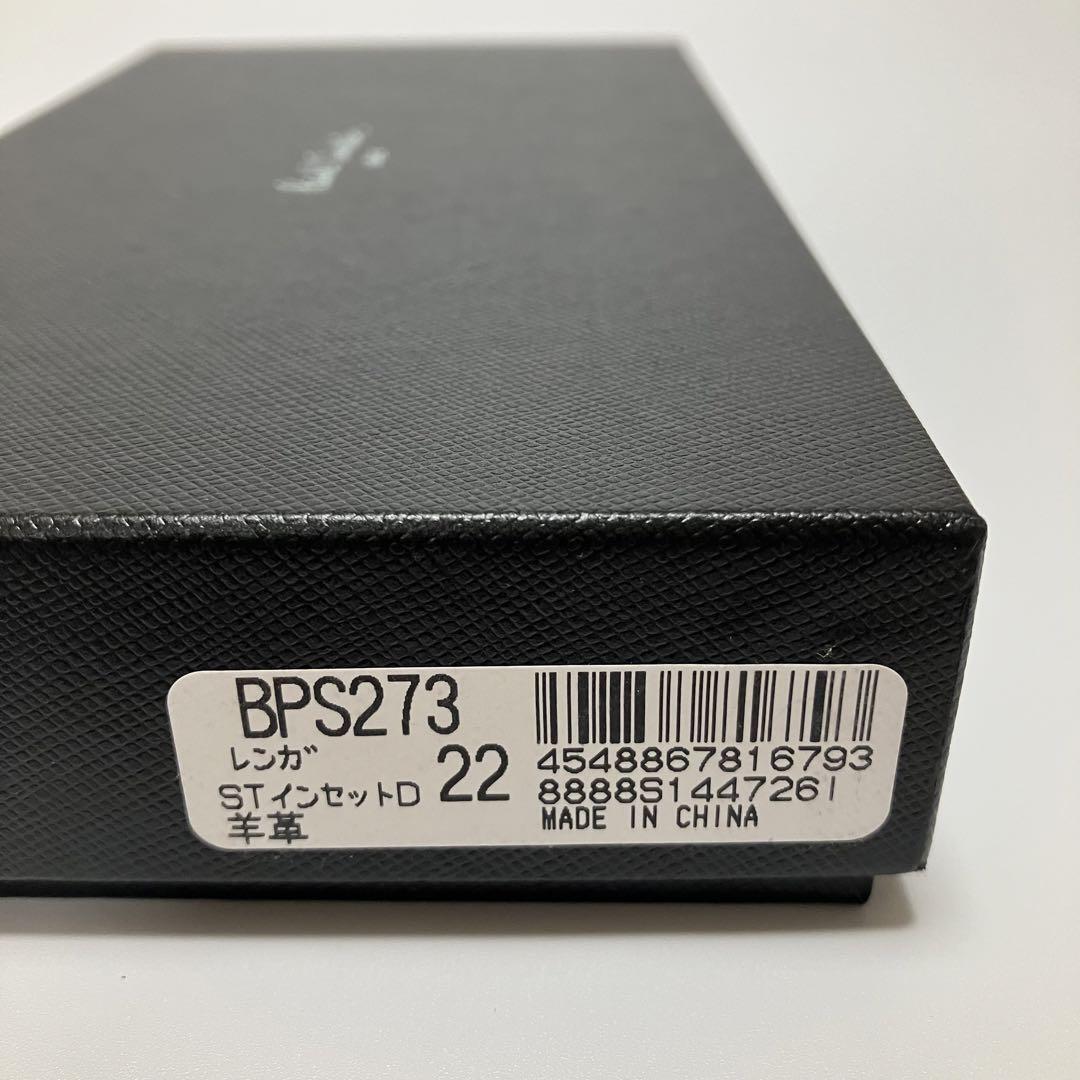 BPS273
レンガ 22
STインセットD
羊革
4548867816793
8888S1447261
MADE IN CHINA